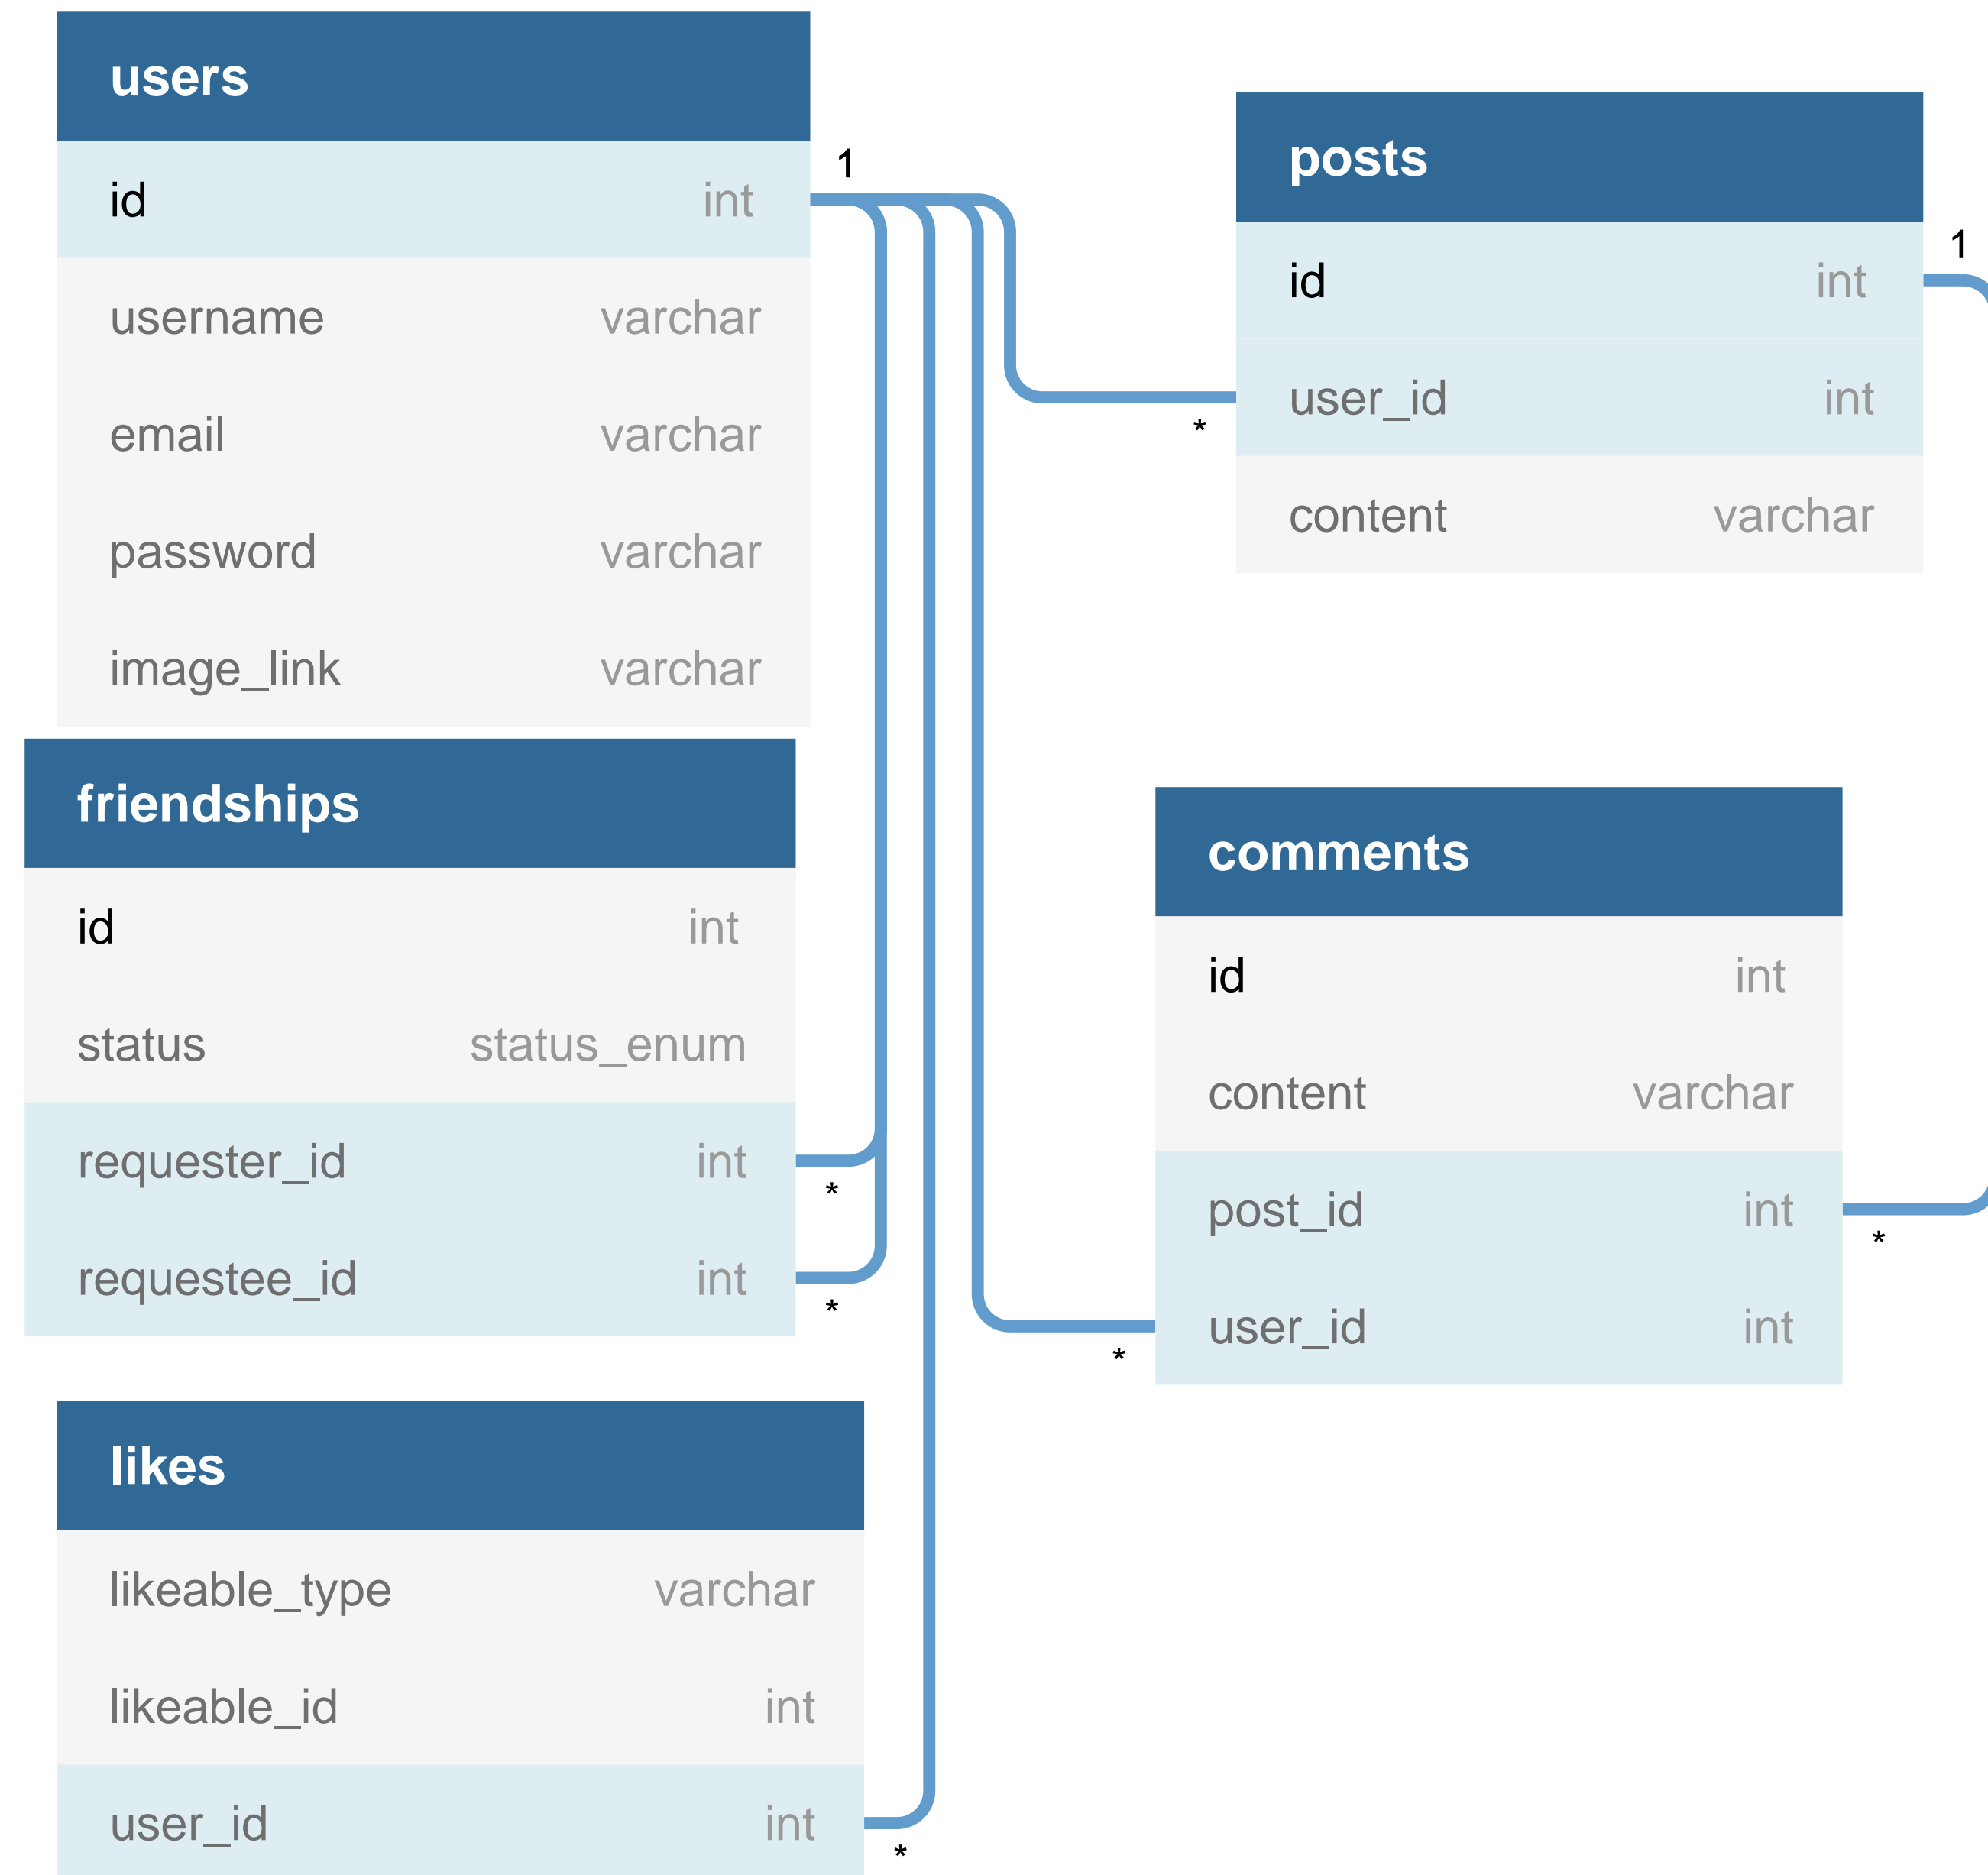 users
id int
username varchar
email varchar
password varchar
image_link varchar
1
posts
id int
user_id int
content varchar
1
*
friendships
id int
status status_enum
requester_id int
requestee_id int
*
*
comments
id int
content varchar
post_id int
user_id int
*
*
likes
likeable_type varchar
likeable_id int
user_id int
*